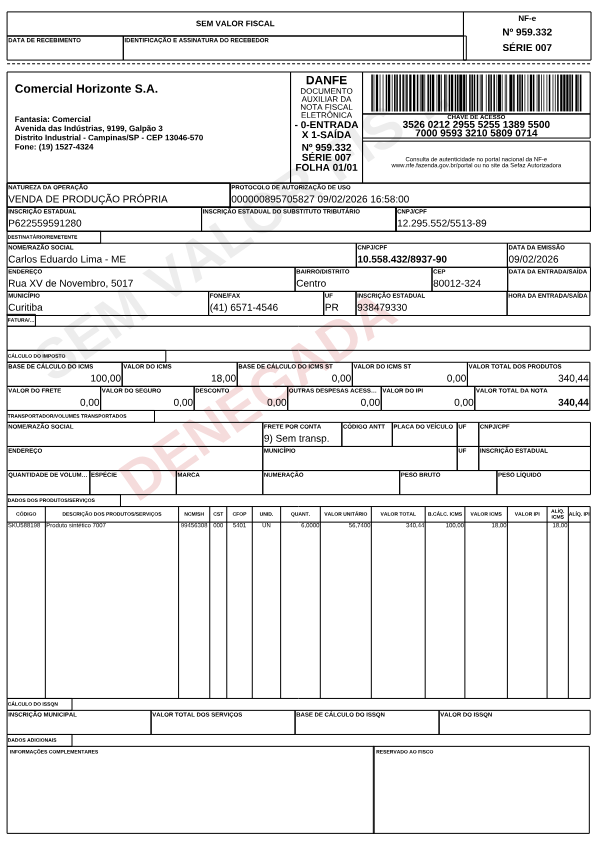 SEM VALOR FISCAL
DATA DE RECEBIMENTO
IDENTIFICAÇÃO E ASSINATURA DO RECEBEDOR
NF-e
Nº 959.332
SÉRIE 007
Comercial Horizonte S.A.
Fantasia: Comercial
Avenida das Indústrias, 9199, Galpão 3
Distrito Industrial - Campinas/SP - CEP 13046-570
Fone: (19) 1527-4324
DANFE
DOCUMENTO
AUXILIAR DA
NOTA FISCAL
ELETRÔNICA
- 0-ENTRADA
X 1-SAÍDA
Nº 959.332
SÉRIE 007
FOLHA 01/01
CHAVE DE ACESSO
3526 0212 2955 5255 1389 5500
7000 9593 3210 5809 0714
Consulta de autenticidade no portal nacional da NF-e
www.nfe.fazenda.gov.br/portal ou no site da Sefaz Autorizadora
NATUREZA DA OPERAÇÃO
VENDA DE PRODUÇÃO PRÓPRIA
PROTOCOLO DE AUTORIZAÇÃO DE USO
000000895705827 09/02/2026 16:58:00
INSCRIÇÃO ESTADUAL
P622559591280
INSCRIÇÃO ESTADUAL DO SUBSTITUTO TRIBUTÁRIO
CNPJ/CPF
12.295.552/5513-89
DESTINATÁRIO/REMETENTE
NOME/RAZÃO SOCIAL
Carlos Eduardo Lima - ME
CNPJ/CPF
10.558.432/8937-90
DATA DA EMISSÃO
09/02/2026
ENDEREÇO
Rua XV de Novembro, 5017
BAIRRO/DISTRITO
Centro
CEP
80012-324
DATA DA ENTRADA/SAÍDA
MUNICÍPIO
Curitiba
FONE/FAX
(41) 6571-4546
UF
PR
INSCRIÇÃO ESTADUAL
938479330
HORA DA ENTRADA/SAÍDA
FATURA/...
CÁLCULO DO IMPOSTO
BASE DE CÁLCULO DO ICMS
100,00
VALOR DO ICMS
18,00
BASE DE CÁLCULO DO ICMS ST
0,00
VALOR DO ICMS ST
0,00
VALOR TOTAL DOS PRODUTOS
340,44
VALOR DO FRETE
0,00
VALOR DO SEGURO
0,00
DESCONTO
0,00
OUTRAS DESPESAS ACESS...
0,00
VALOR DO IPI
0,00
VALOR TOTAL DA NOTA
340,44
TRANSPORTADOR/VOLUMES TRANSPORTADOS
NOME/RAZÃO SOCIAL
FRETE POR CONTA
9) Sem transp.
CÓDIGO ANTT
PLACA DO VEÍCULO
UF
CNPJ/CPF
ENDEREÇO
MUNICÍPIO
UF
INSCRIÇÃO ESTADUAL
QUANTIDADE DE VOLUM...
ESPÉCIE
MARCA
NUMERAÇÃO
PESO BRUTO
PESO LÍQUIDO
DADOS DOS PRODUTOS/SERVIÇOS
CÓDIGO DESCRIÇÃO DOS PRODUTOS/SERVIÇOS NCM/SH CST CFOP UNID. QUANT. VALOR UNITÁRIO VALOR TOTAL B.CÁLC. ICMS VALOR ICMS VALOR IPI ALÍQ. ICMS ALÍQ. IPI
SKU588198 Produto sintético 7007 99456308 000 5401 UN 6,0000 56,7400 340,44 100,00 18,00 18,00
CÁLCULO DO ISSQN
INSCRIÇÃO MUNICIPAL
VALOR TOTAL DOS SERVIÇOS
BASE DE CÁLCULO DO ISSQN
VALOR DO ISSQN
DADOS ADICIONAIS
INFORMAÇÕES COMPLEMENTARES
RESERVADO AO FISCO
SEM VALOR FISCAL
DENEGADA